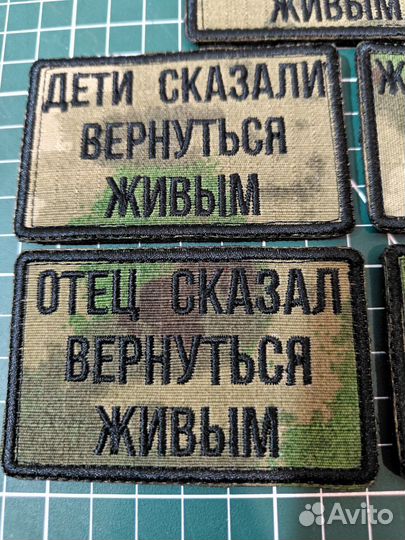 ЖИВЫМ
ДЕТИ СКАЗАЛИ
ВЕРНУТЬСЯ
ЖИВЫМ
Ж
ОТЕЦ СКАЗАЛ
ВЕРНУТЬСЯ
ЖИВЫМ
Avito